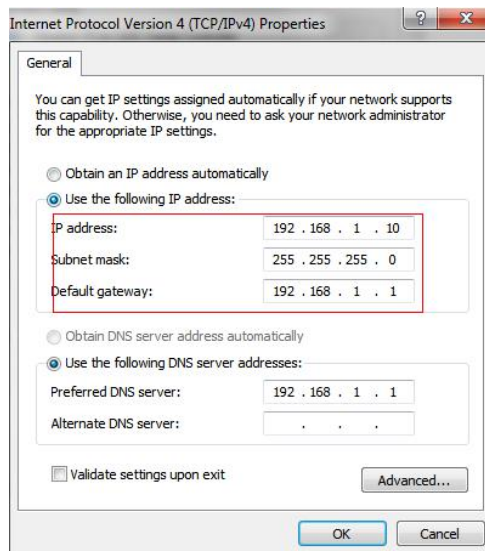 Internet Protocol Version 4 (TCP/IPv4) Properties
General
You can get IP settings assigned automatically if your network supports
this capability. Otherwise, you need to ask your network administrator
for the appropriate IP settings.
Obtain an IP address automatically
Use the following IP address:
IP address: 192 . 168 . 1 . 10
Subnet mask: 255 . 255 . 255 . 0
Default gateway: 192 . 168 . 1 . 1
Obtain DNS server address automatically
Use the following DNS server addresses:
Preferred DNS server: 192 . 168 . 1 . 1
Alternate DNS server: . . .
Validate settings upon exit
Advanced...
OK Cancel